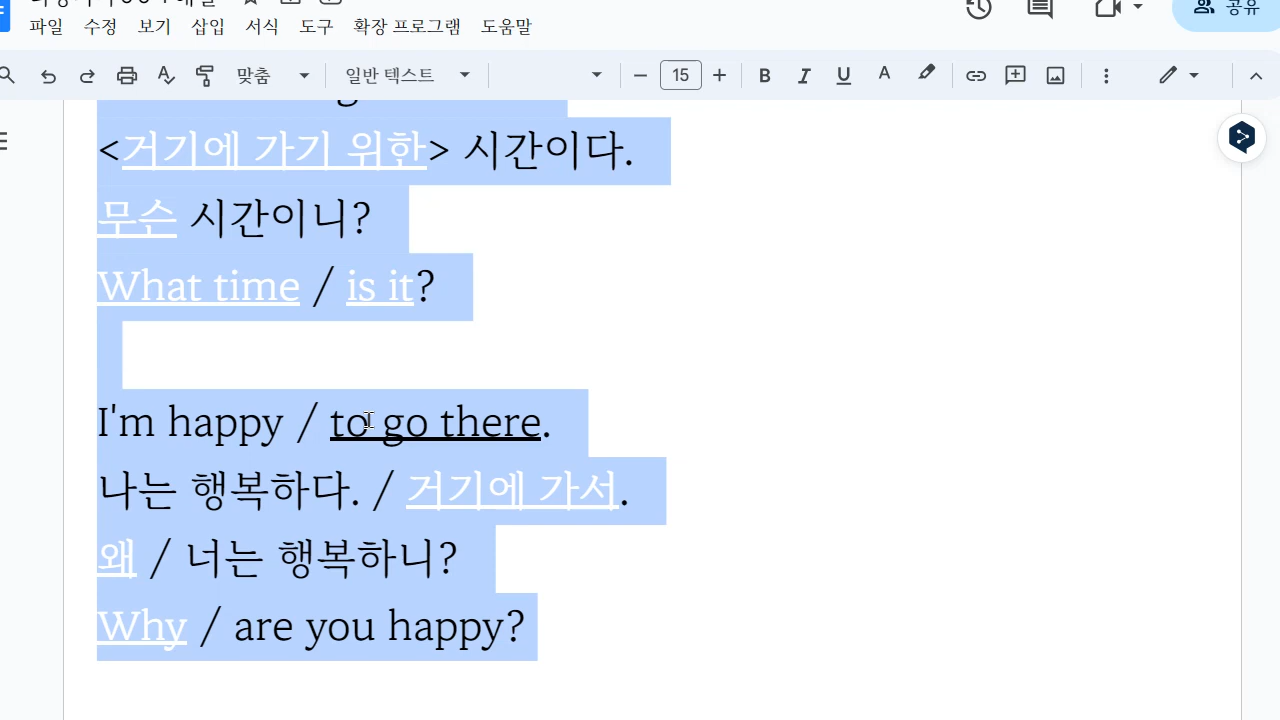 공유
파일 수정 보기 삽입 서식 도구 확장 프로그램 도움말
맞춤 일반 텍스트 15 B I U A
<거기에 가기 위한> 시간이다.
무슨 시간이니?
What time / is it?
I'm happy / to go there.
나는 행복하다. / 거기에 가서.
왜 / 너는 행복하니?
Why / are you happy?